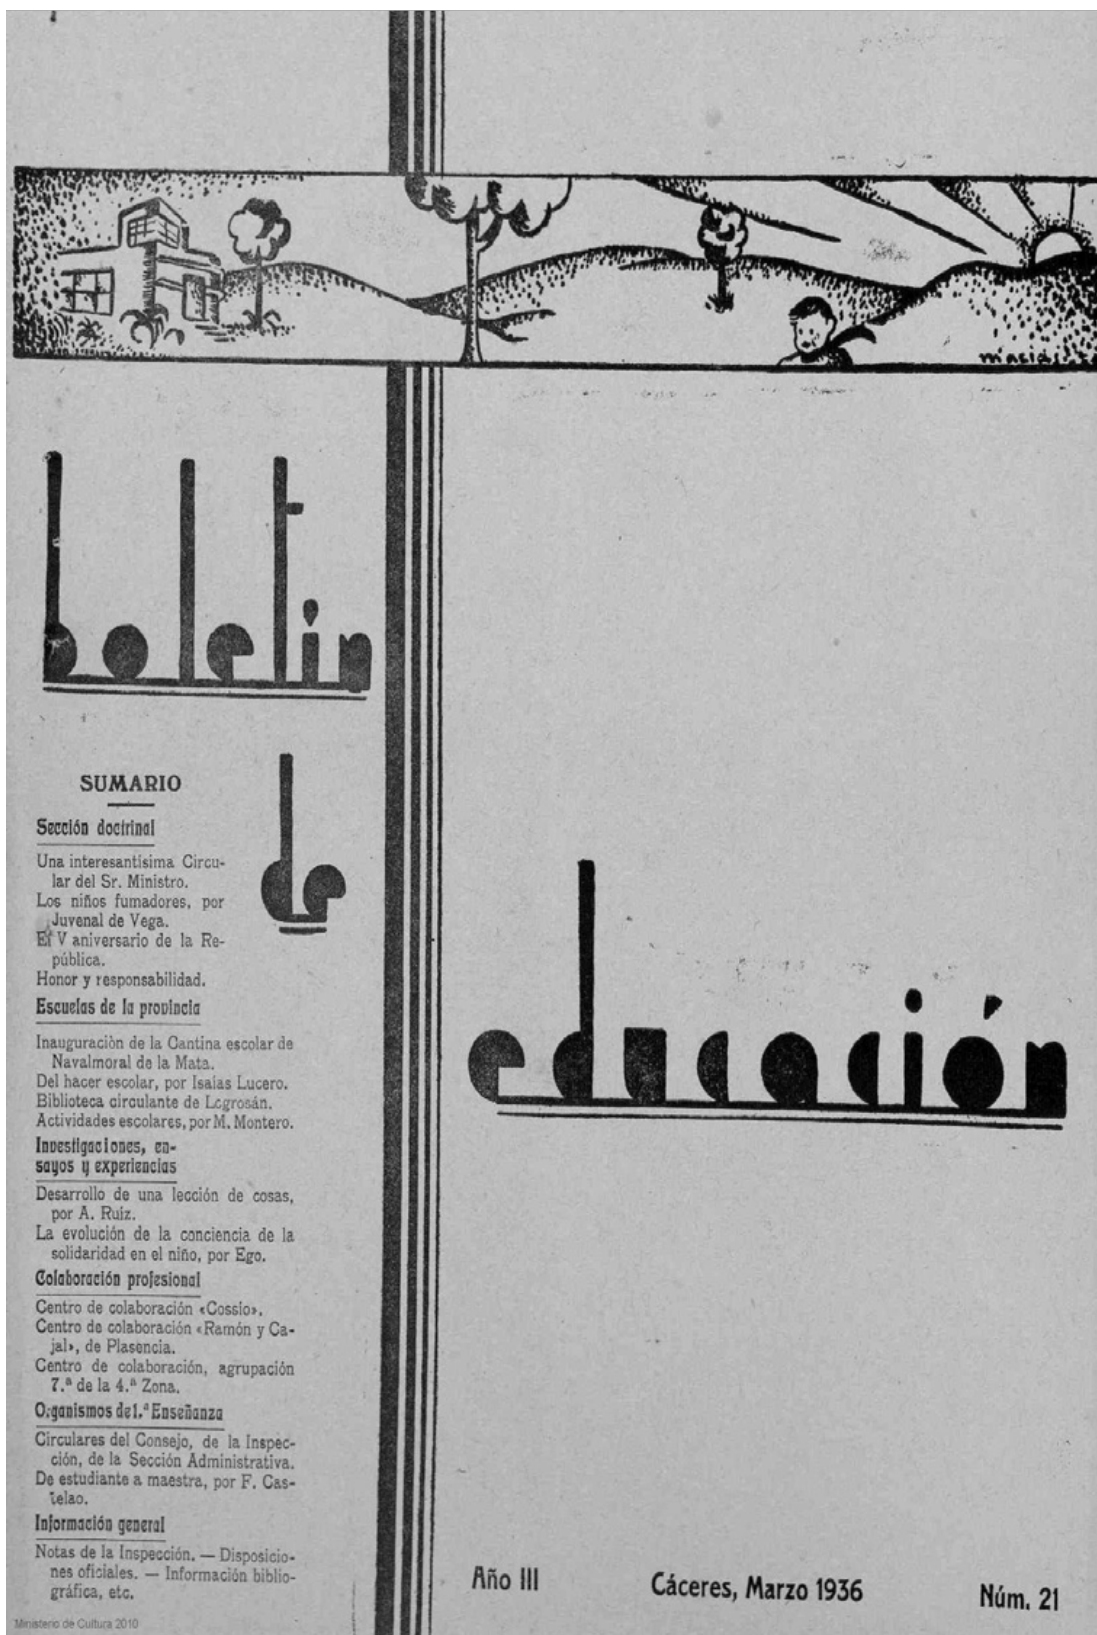 macias
boletin
de
educación
SUMARIO
Sección doctrinal
Una interesantísima Circu-
lar del Sr. Ministro.
Los niños fumadores, por
Juvenal de Vega.
El V aniversario de la Re-
pública.
Honor y responsabilidad.
Escuelas de la provincia
Inauguración de la Cantina escolar de
Navalmoral de la Mata.
Del hacer escolar, por Isaías Lucero.
Biblioteca circulante de Logrosán.
Actividades escolares, por M. Montero.
Investigaciones, en-
sayos y experiencias
Desarrollo de una lección de cosas,
por A. Ruiz.
La evolución de la conciencia de la
solidaridad en el niño, por Ego.
Colaboración profesional
Centro de colaboración «Cossio».
Centro de colaboración «Ramón y Ca-
jal», de Plasencia.
Centro de colaboración, agrupación
7.ª de la 4.ª Zona.
Organismos de 1.ª Enseñanza
Circulares del Consejo, de la Inspec-
ción, de la Sección Administrativa.
De estudiante a maestra, por F. Cas-
telao.
Información general
Notas de la Inspección. — Disposicio-
nes oficiales. — Información biblio-
gráfica, etc.
Año III
Cáceres, Marzo 1936
Núm. 21
Ministerio de Cultura 2010